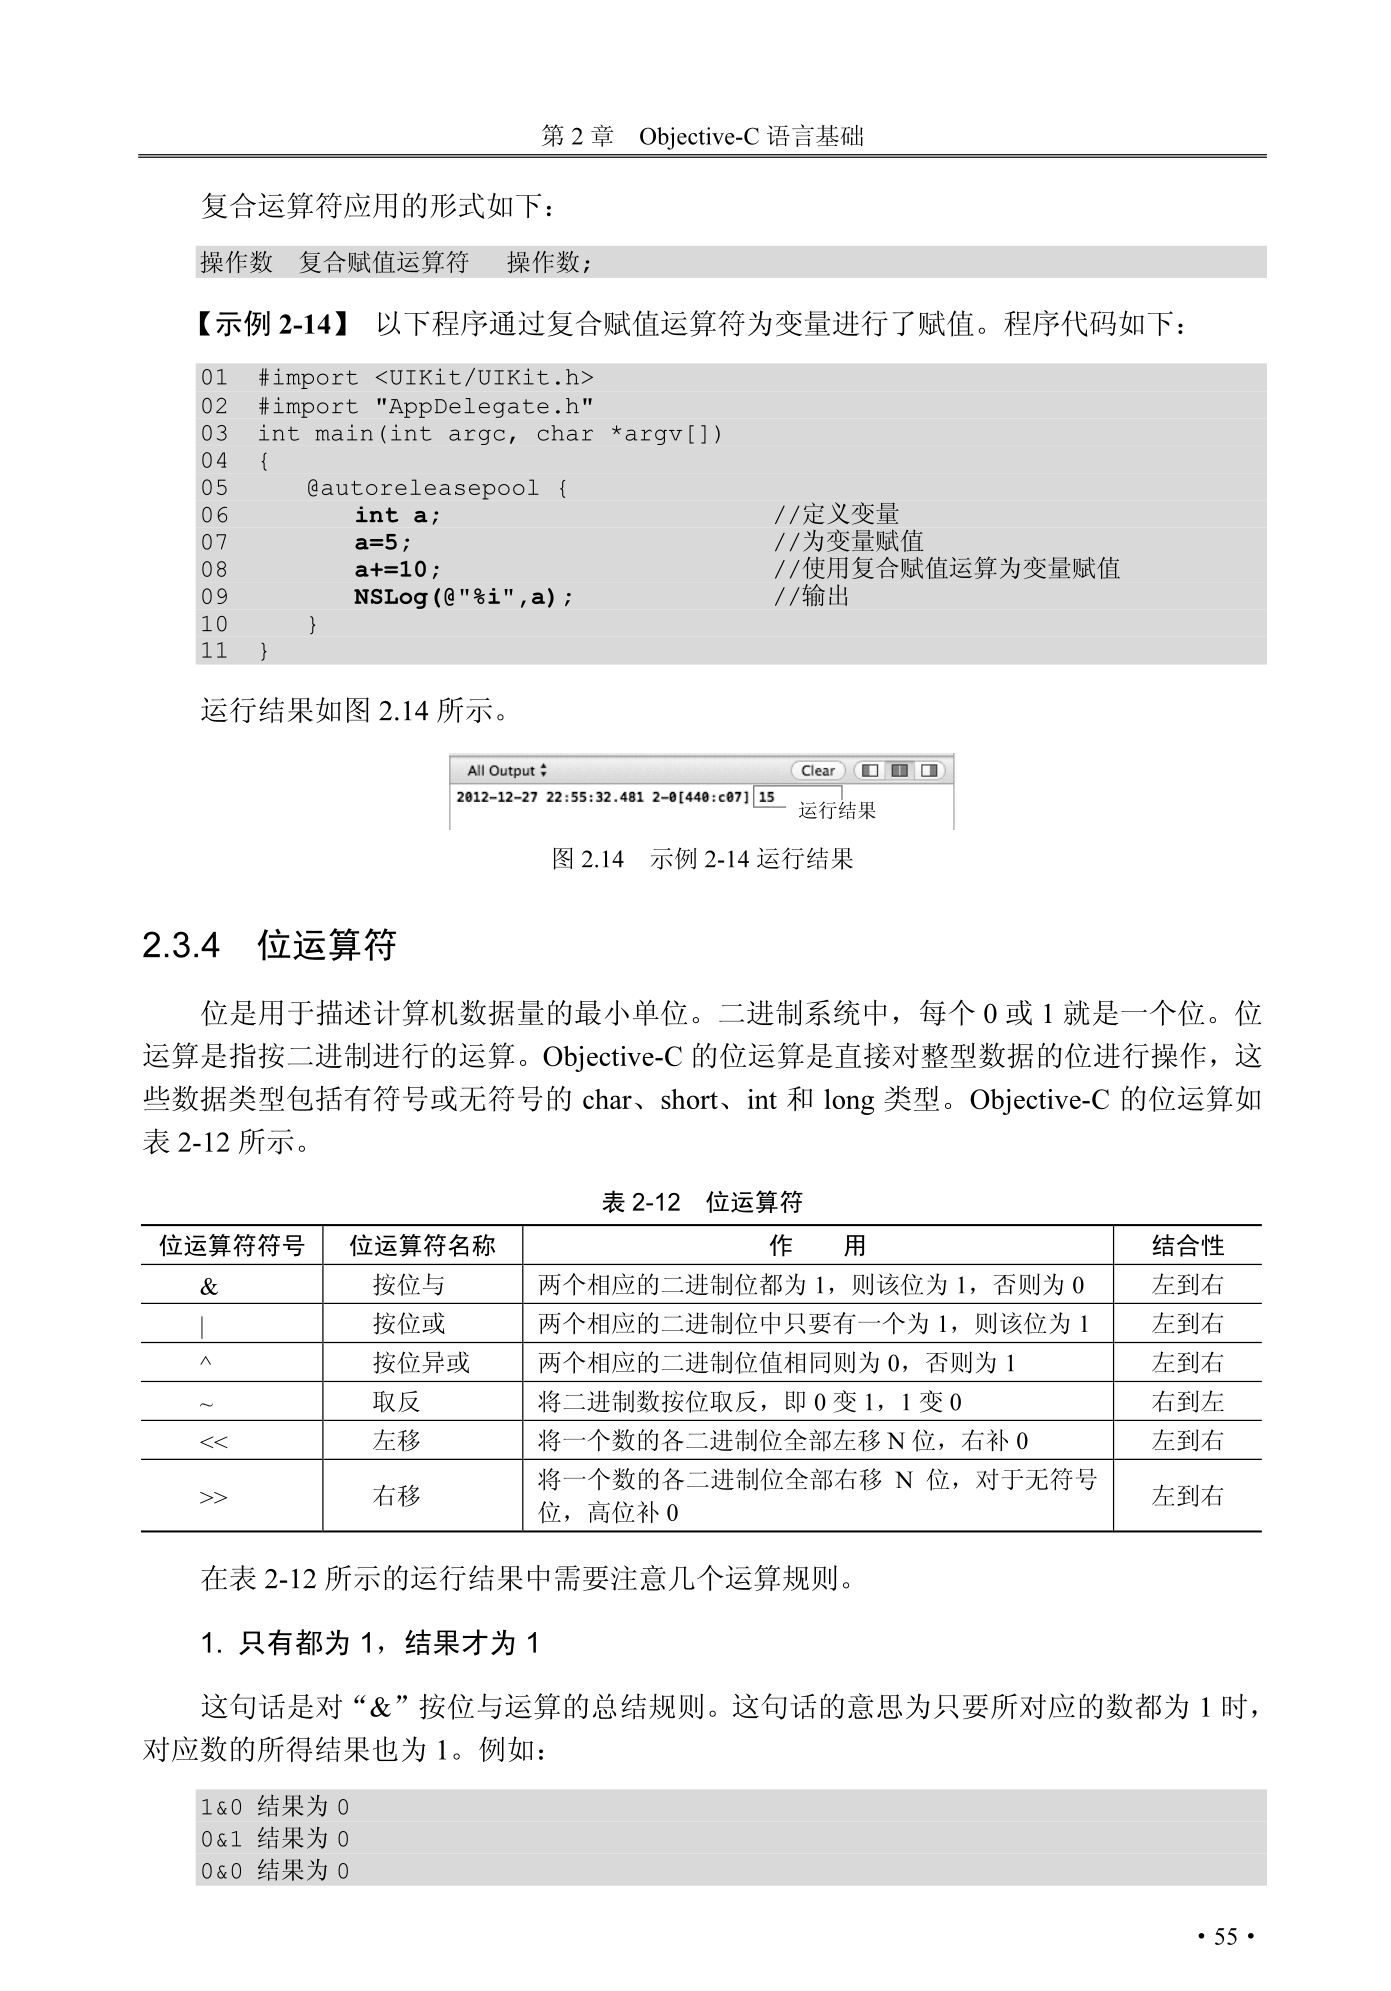 第 2 章　Objective-C 语言基础
复合运算符应用的形式如下：
操作数　复合赋值运算符　操作数;
【示例 2-14】 以下程序通过复合赋值运算符为变量进行了赋值。程序代码如下：
01  #import <UIKit/UIKit.h>
02  #import "AppDelegate.h"
03  int main(int argc, char *argv[])
04  {
05      @autoreleasepool {
06          int a;                    //定义变量
07          a=5;                      //为变量赋值
08          a+=10;                    //使用复合赋值运算为变量赋值
09          NSLog(@"%i",a);           //输出
10      }
11  }
运行结果如图 2.14 所示。
All Output Clear
2012-12-27 22:55:32.481 2-0[440:c07] 15
运行结果
图 2.14　示例 2-14 运行结果
2.3.4　位运算符
位是用于描述计算机数据量的最小单位。二进制系统中，每个 0 或 1 就是一个位。位
运算是指按二进制进行的运算。Objective-C 的位运算是直接对整型数据的位进行操作，这
些数据类型包括有符号或无符号的 char、short、int 和 long 类型。Objective-C 的位运算如
表 2-12 所示。
表 2-12　位运算符
位运算符符号　位运算符名称　作　用　结合性
&　按位与　两个相应的二进制位都为 1，则该位为 1，否则为 0　左到右
|　按位或　两个相应的二进制位中只要有一个为 1，则该位为 1　左到右
^　按位异或　两个相应的二进制位值相同则为 0，否则为 1　左到右
~　取反　将二进制数按位取反，即 0 变 1，1 变 0　右到左
<<　左移　将一个数的各二进制位全部左移 N 位，右补 0　左到右
>>　右移　将一个数的各二进制位全部右移 N 位，对于无符号
位，高位补 0　左到右
在表 2-12 所示的运行结果中需要注意几个运算规则。
1. 只有都为 1，结果才为 1
这句话是对“&”按位与运算的总结规则。这句话的意思为只要所对应的数都为 1 时，
对应数的所得结果也为 1。例如：
1&0 结果为 0
0&1 结果为 0
0&0 结果为 0
• 55 •